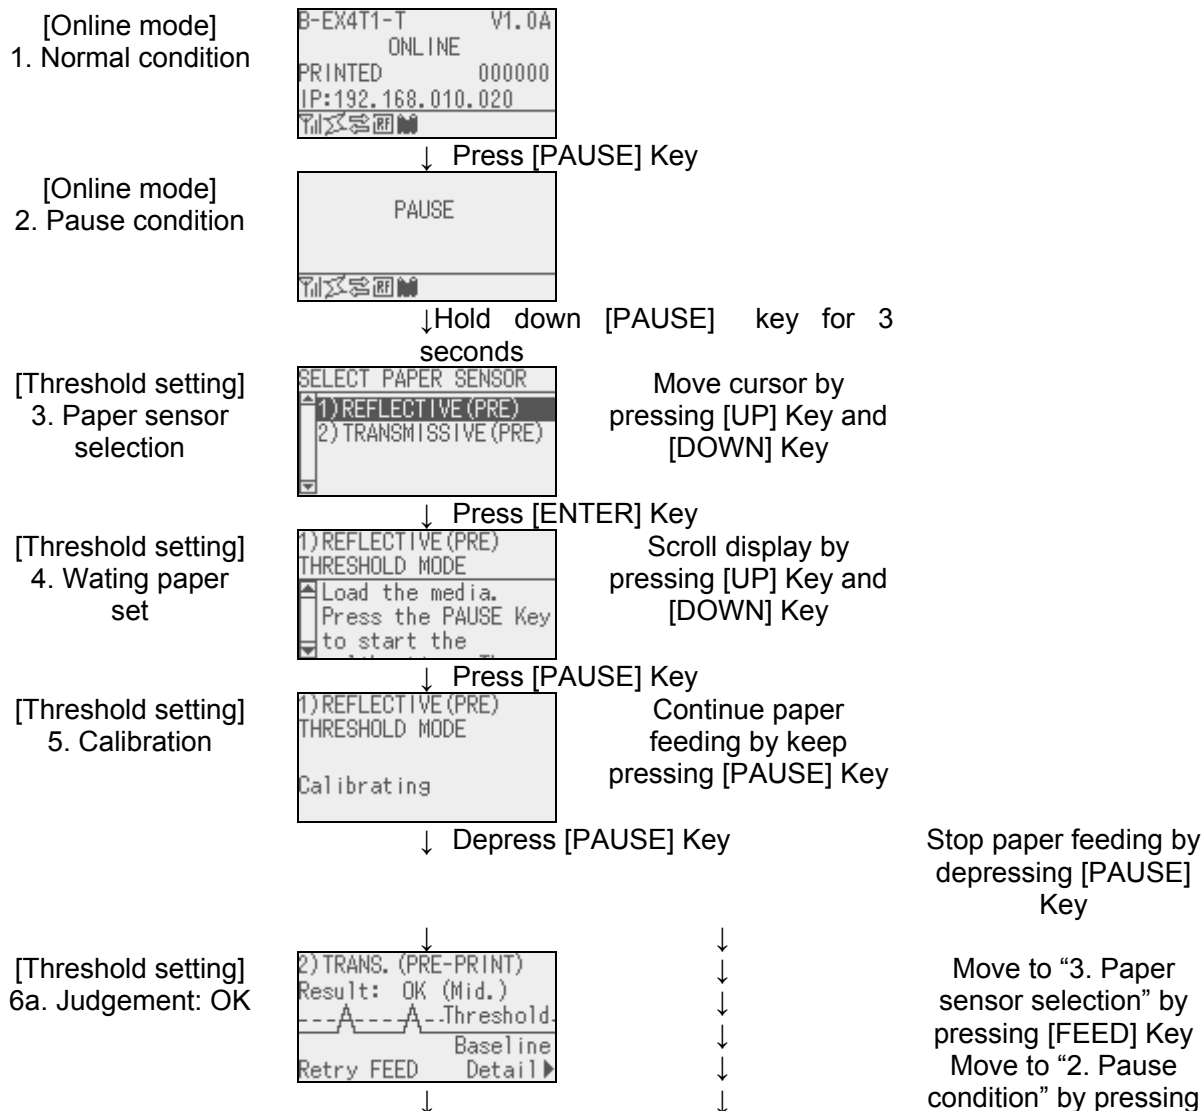 [Online mode]
1. Normal condition
B-EX4T1-T V1.0A
ONLINE
PRINTED 000000
IP:192.168.010.020
RF
↓ Press [PAUSE] Key
[Online mode]
2. Pause condition
PAUSE
RF
↓Hold down [PAUSE] key for 3
seconds
[Threshold setting]
3. Paper sensor
selection
SELECT PAPER SENSOR
1)REFLECTIVE(PRE)
2)TRANSMISSIVE(PRE)
Move cursor by
pressing [UP] Key and
[DOWN] Key
↓ Press [ENTER] Key
[Threshold setting]
4. Wating paper
set
1)REFLECTIVE(PRE)
THRESHOLD MODE
Load the media.
Press the PAUSE Key
to start the
Scroll display by
pressing [UP] Key and
[DOWN] Key
↓ Press [PAUSE] Key
[Threshold setting]
5. Calibration
1)REFLECTIVE(PRE)
THRESHOLD MODE
Calibrating
Continue paper
feeding by keep
pressing [PAUSE] Key
↓ Depress [PAUSE] Key
Stop paper feeding by
depressing [PAUSE]
Key
[Threshold setting]
6a. Judgement: OK
2)TRANS.(PRE-PRINT)
Result: OK (Mid.)
Threshold
Baseline
Retry FEED Detail
Move to “3. Paper
sensor selection” by
pressing [FEED] Key
Move to “2. Pause
condition” by pressing